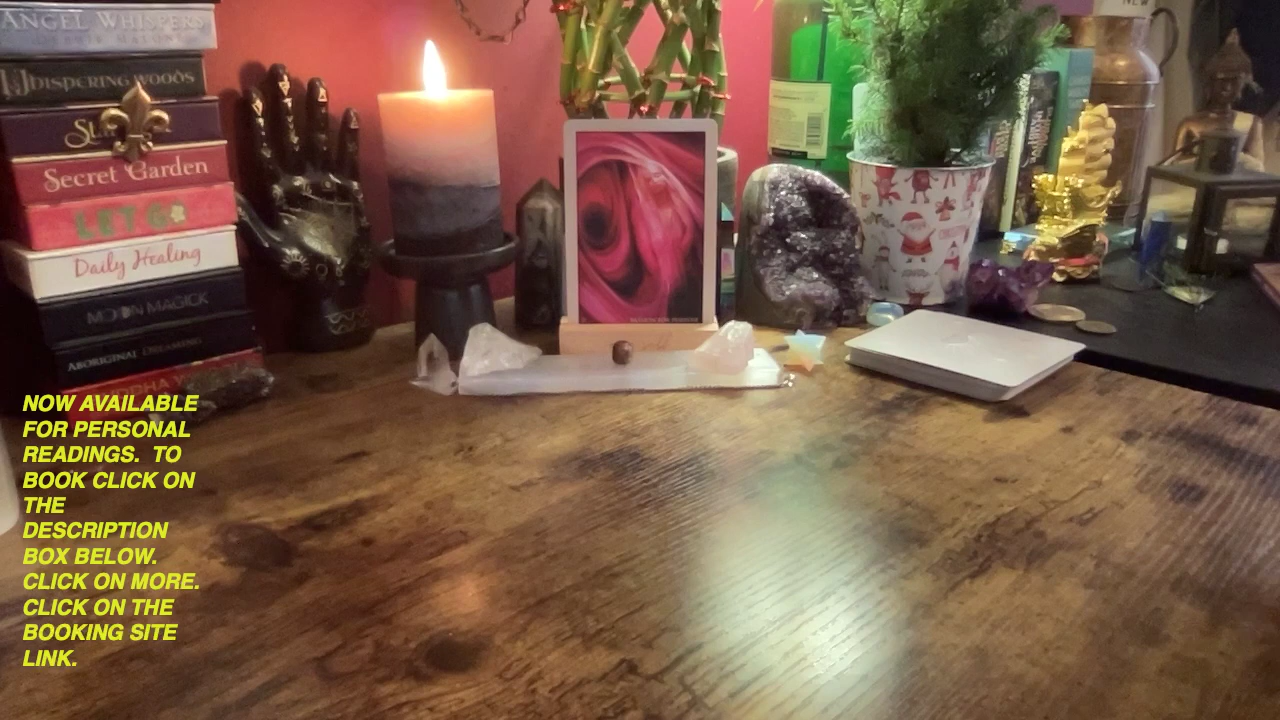 ANGEL WHISPERS
WHISPERING WOODS
Secret Garden
LET GO
Daily Healing
MOON MAGICK
ABORIGINAL DREAMING
NEW
NOW AVAILABLE
FOR PERSONAL
READINGS. TO
BOOK CLICK ON
THE
DESCRIPTION
BOX BELOW.
CLICK ON MORE.
CLICK ON THE
BOOKING SITE
LINK.